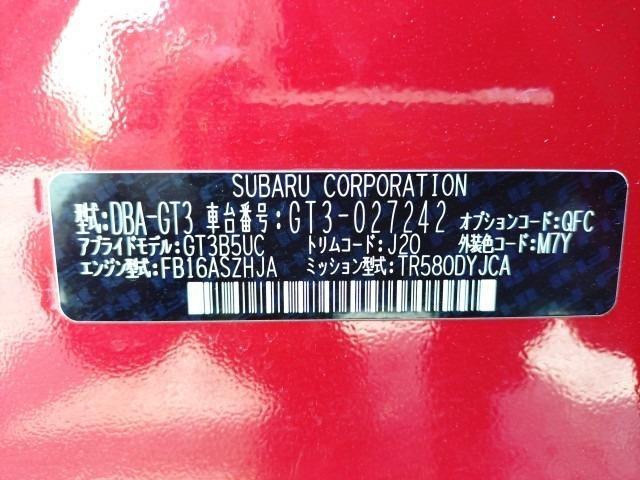 SUBARU CORPORATION
型式:DBA-GT3 車台番号:GT3-027242 オプションコード:QFC
アプライドモデル:GT3B5UC トリムコード:J20 外装色コード:M7Y
エンジン型式:FB16ASZHJA ミッション型式:TR580DYJCA